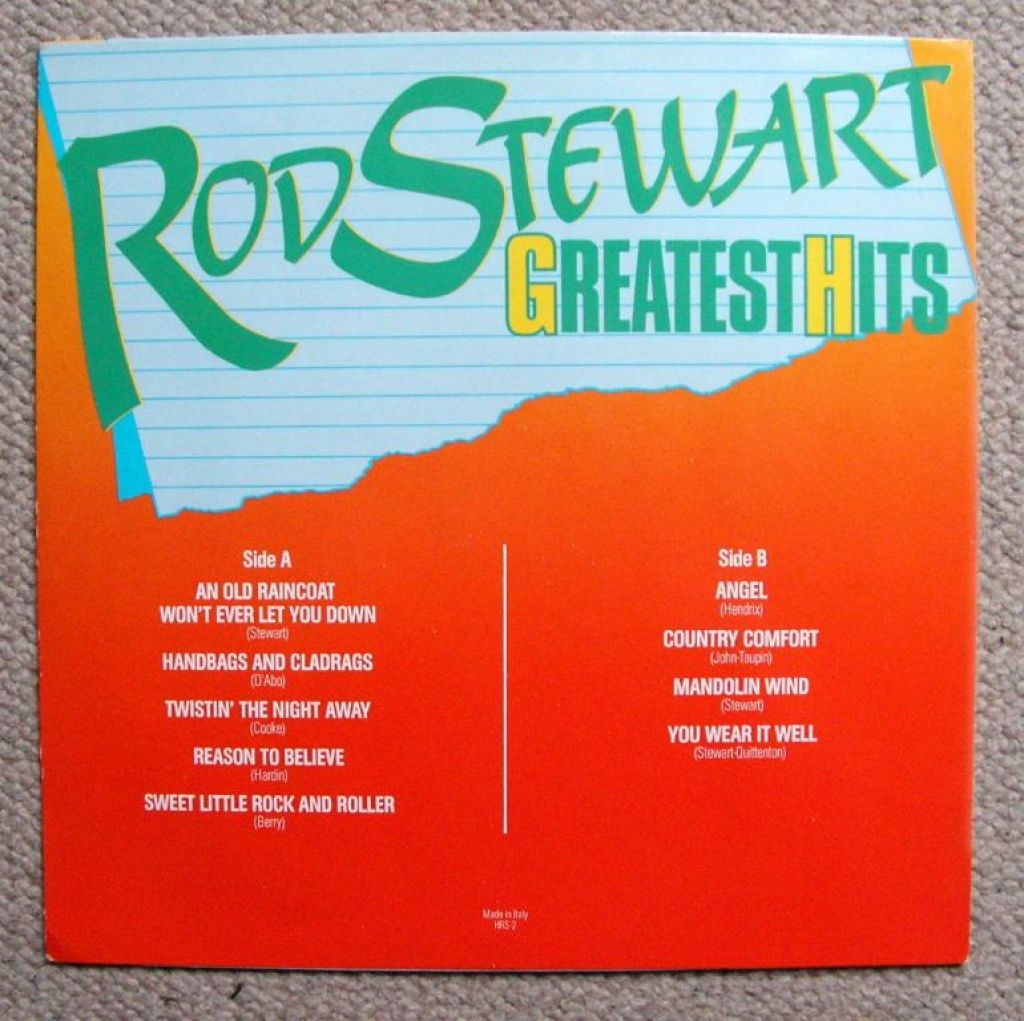 ROD STEWART
GREATEST HITS
Side A
AN OLD RAINCOAT
WON'T EVER LET YOU DOWN
(Stewart)
HANDBAGS AND CLADRAGS
(D'Abo)
TWISTIN' THE NIGHT AWAY
(Cooke)
REASON TO BELIEVE
(Hardin)
SWEET LITTLE ROCK AND ROLLER
(Berry)
Side B
ANGEL
(Hendrix)
COUNTRY COMFORT
(John-Taupin)
MANDOLIN WIND
(Stewart)
YOU WEAR IT WELL
(Stewart-Quittenton)
Made in Italy
HRS-2